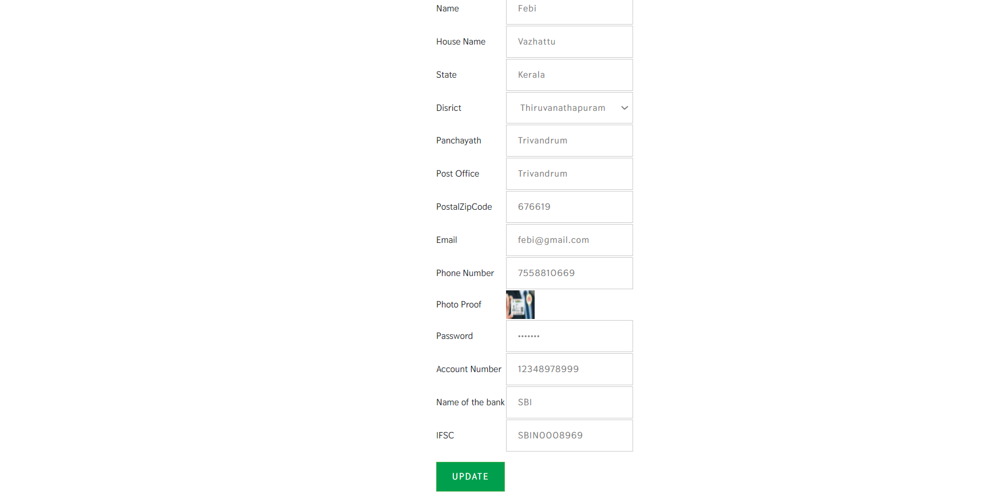 Name Febi
House Name Vazhattu
State Kerala
Disrict Thiruvanathapuram
Panchayath Trivandrum
Post Office Trivandrum
PostalZipCode 676619
Email febi@gmail.com
Phone Number 7558810669
Photo Proof
Password •••••••
Account Number 12348978999
Name of the bank SBI
IFSC SBIN0008969
UPDATE